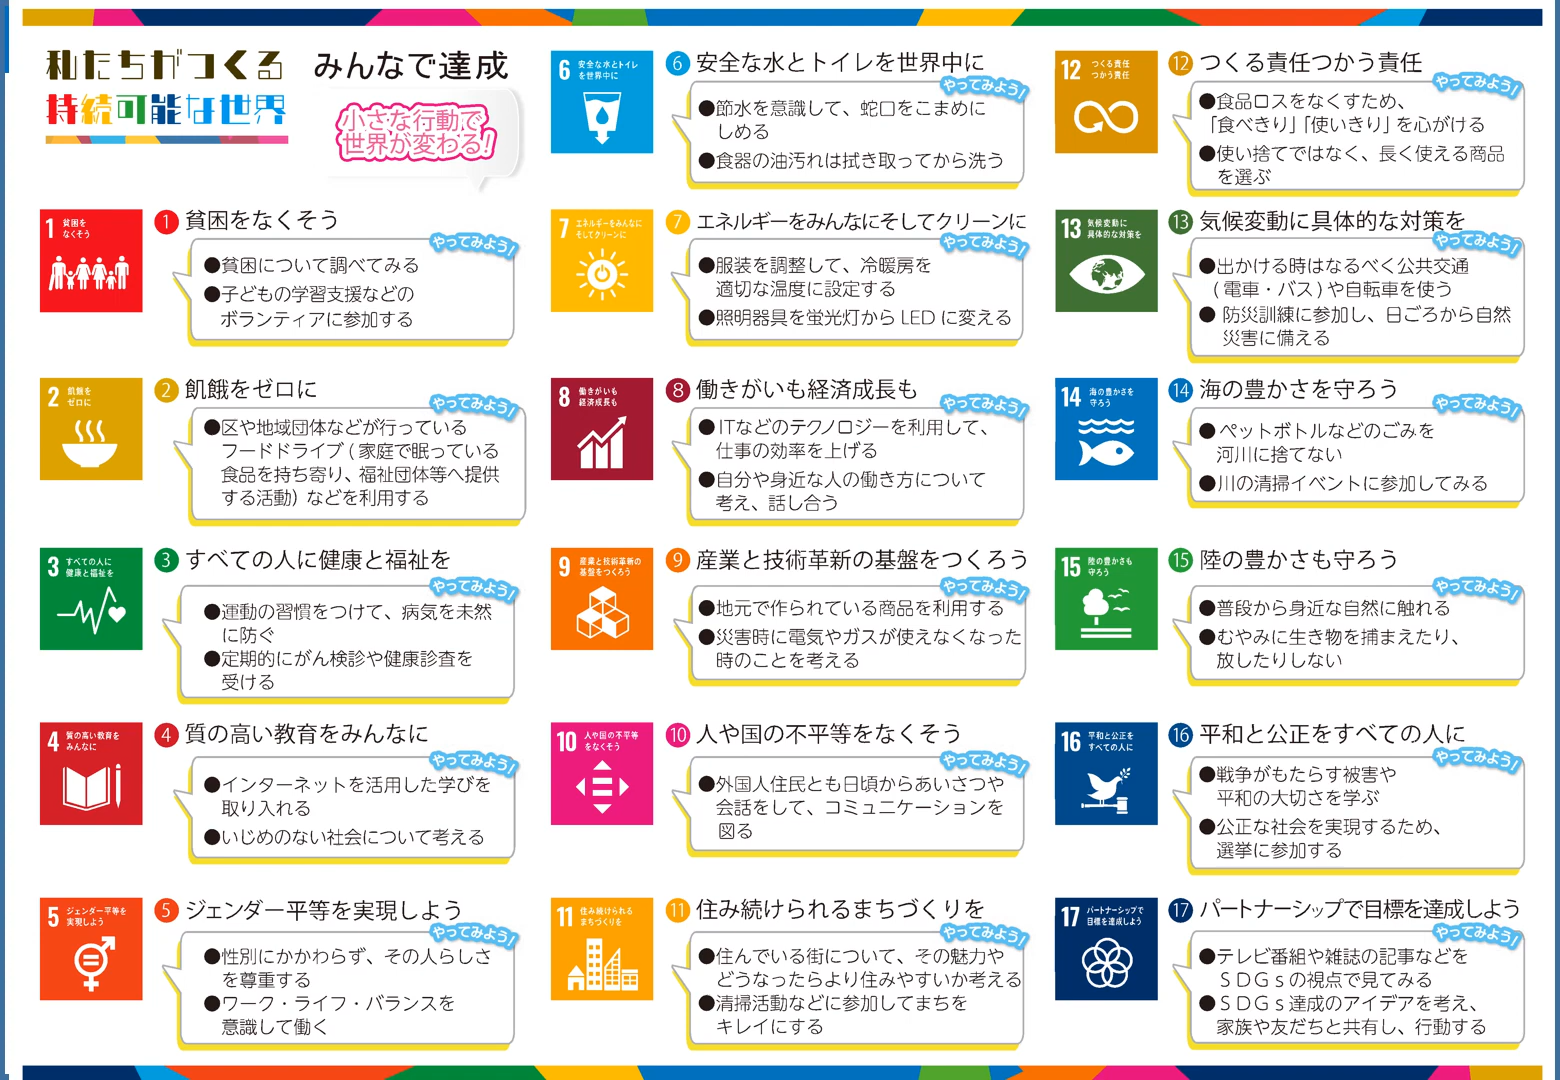 私たちがつくる
持続可能な世界
みんなで達成
小さな行動で
世界が変わる!
1 貧困を
なくそう
1 貧困をなくそう
やってみよう!
●貧困について調べてみる
●子どもの学習支援などの
ボランティアに参加する
2 飢餓を
ゼロに
2 飢餓をゼロに
やってみよう!
●区や地域団体などが行っている
フードドライブ(家庭で眠っている
食品を持ち寄り、福祉団体等へ提供
する活動)などを利用する
3 すべての人に
健康と福祉を
3 すべての人に健康と福祉を
やってみよう!
●運動の習慣をつけて、病気を未然
に防ぐ
●定期的にがん検診や健康診査を
受ける
4 質の高い教育を
みんなに
4 質の高い教育をみんなに
やってみよう!
●インターネットを活用した学びを
取り入れる
●いじめのない社会について考える
5 ジェンダー平等を
実現しよう
5 ジェンダー平等を実現しよう
やってみよう!
●性別にかかわらず、その人らしさ
を尊重する
●ワーク・ライフ・バランスを
意識して働く
6 安全な水とトイレ
を世界中に
6 安全な水とトイレを世界中に
やってみよう!
●節水を意識して、蛇口をこまめに
しめる
●食器の油汚れは拭き取ってから洗う
7 エネルギーをみんなに
そしてクリーンに
7 エネルギーをみんなにそしてクリーンに
やってみよう!
●服装を調整して、冷暖房を
適切な温度に設定する
●照明器具を蛍光灯から LED に変える
8 働きがいも
経済成長も
8 働きがいも経済成長も
やってみよう!
●ITなどのテクノロジーを利用して、
仕事の効率を上げる
●自分や身近な人の働き方について
考え、話し合う
9 産業と技術革新の
基盤をつくろう
9 産業と技術革新の基盤をつくろう
やってみよう!
●地元で作られている商品を利用する
●災害時に電気やガスが使えなくなった
時のことを考える
10 人や国の不平等
をなくそう
10 人や国の不平等をなくそう
やってみよう!
●外国人住民とも日頃からあいさつや
会話をして、コミュニケーションを
図る
11 住み続けられる
まちづくりを
11 住み続けられるまちづくりを
やってみよう!
●住んでいる街について、その魅力や
どうなったらより住みやすいか考える
●清掃活動などに参加してまちを
キレイにする
12 つくる責任
つかう責任
12 つくる責任つかう責任
やってみよう!
●食品ロスをなくすため、
「食べきり」「使いきり」を心がける
●使い捨てではなく、長く使える商品
を選ぶ
13 気候変動に
具体的な対策を
13 気候変動に具体的な対策を
やってみよう!
●出かける時はなるべく公共交通
(電車・バス)や自転車を使う
●防災訓練に参加し、日ごろから自然
災害に備える
14 海の豊かさを
守ろう
14 海の豊かさを守ろう
やってみよう!
●ペットボトルなどのごみを
河川に捨てない
●川の清掃イベントに参加してみる
15 陸の豊かさも
守ろう
15 陸の豊かさも守ろう
やってみよう!
●普段から身近な自然に触れる
●むやみに生き物を捕まえたり、
放したりしない
16 平和と公正を
すべての人に
16 平和と公正をすべての人に
やってみよう!
●戦争がもたらす被害や
平和の大切さを学ぶ
●公正な社会を実現するため、
選挙に参加する
17 パートナーシップで
目標を達成しよう
17 パートナーシップで目標を達成しよう
やってみよう!
●テレビ番組や雑誌の記事などを
SDGsの視点で見てみる
●SDGs達成のアイデアを考え、
家族や友だちと共有し、行動する